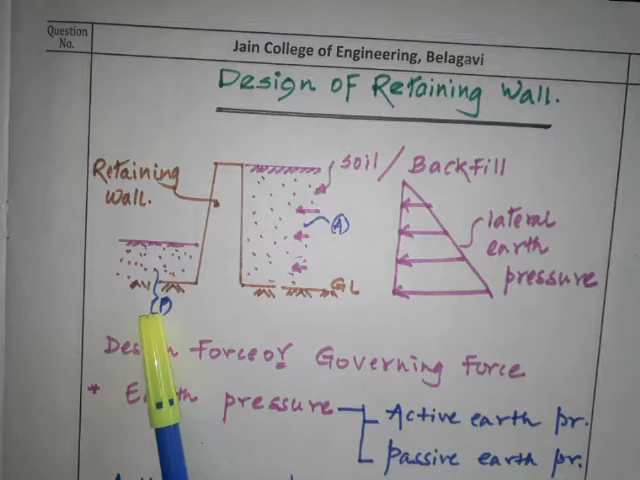 Question
No.
Jain College of Engineering, Belagavi
Design of Retaining Wall.
Retaining
Wall.
Soil / Backfill
A
lateral
earth
pressure
GL
P
Force or Governing Force
* pressure
Active earth pr.
Passive earth pr.